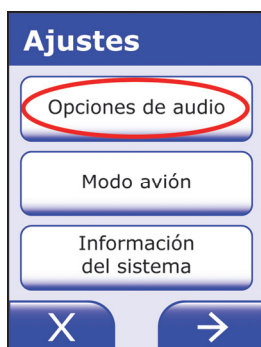 Ajustes
Opciones de audio
Modo avión
Información
del sistema
X